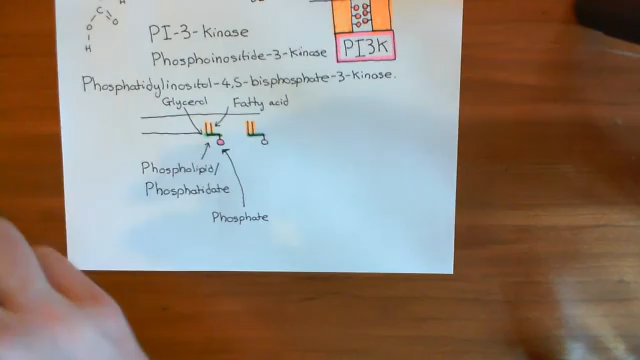 H
C
O
O
H
PI-3-kinase
Phosphoinositide-3-kinase
PI3K
Phosphatidylinositol-4,5-bisphosphate-3-kinase.
Glycerol
Fatty acid
Phospholipid/
Phosphatidate
Phosphate